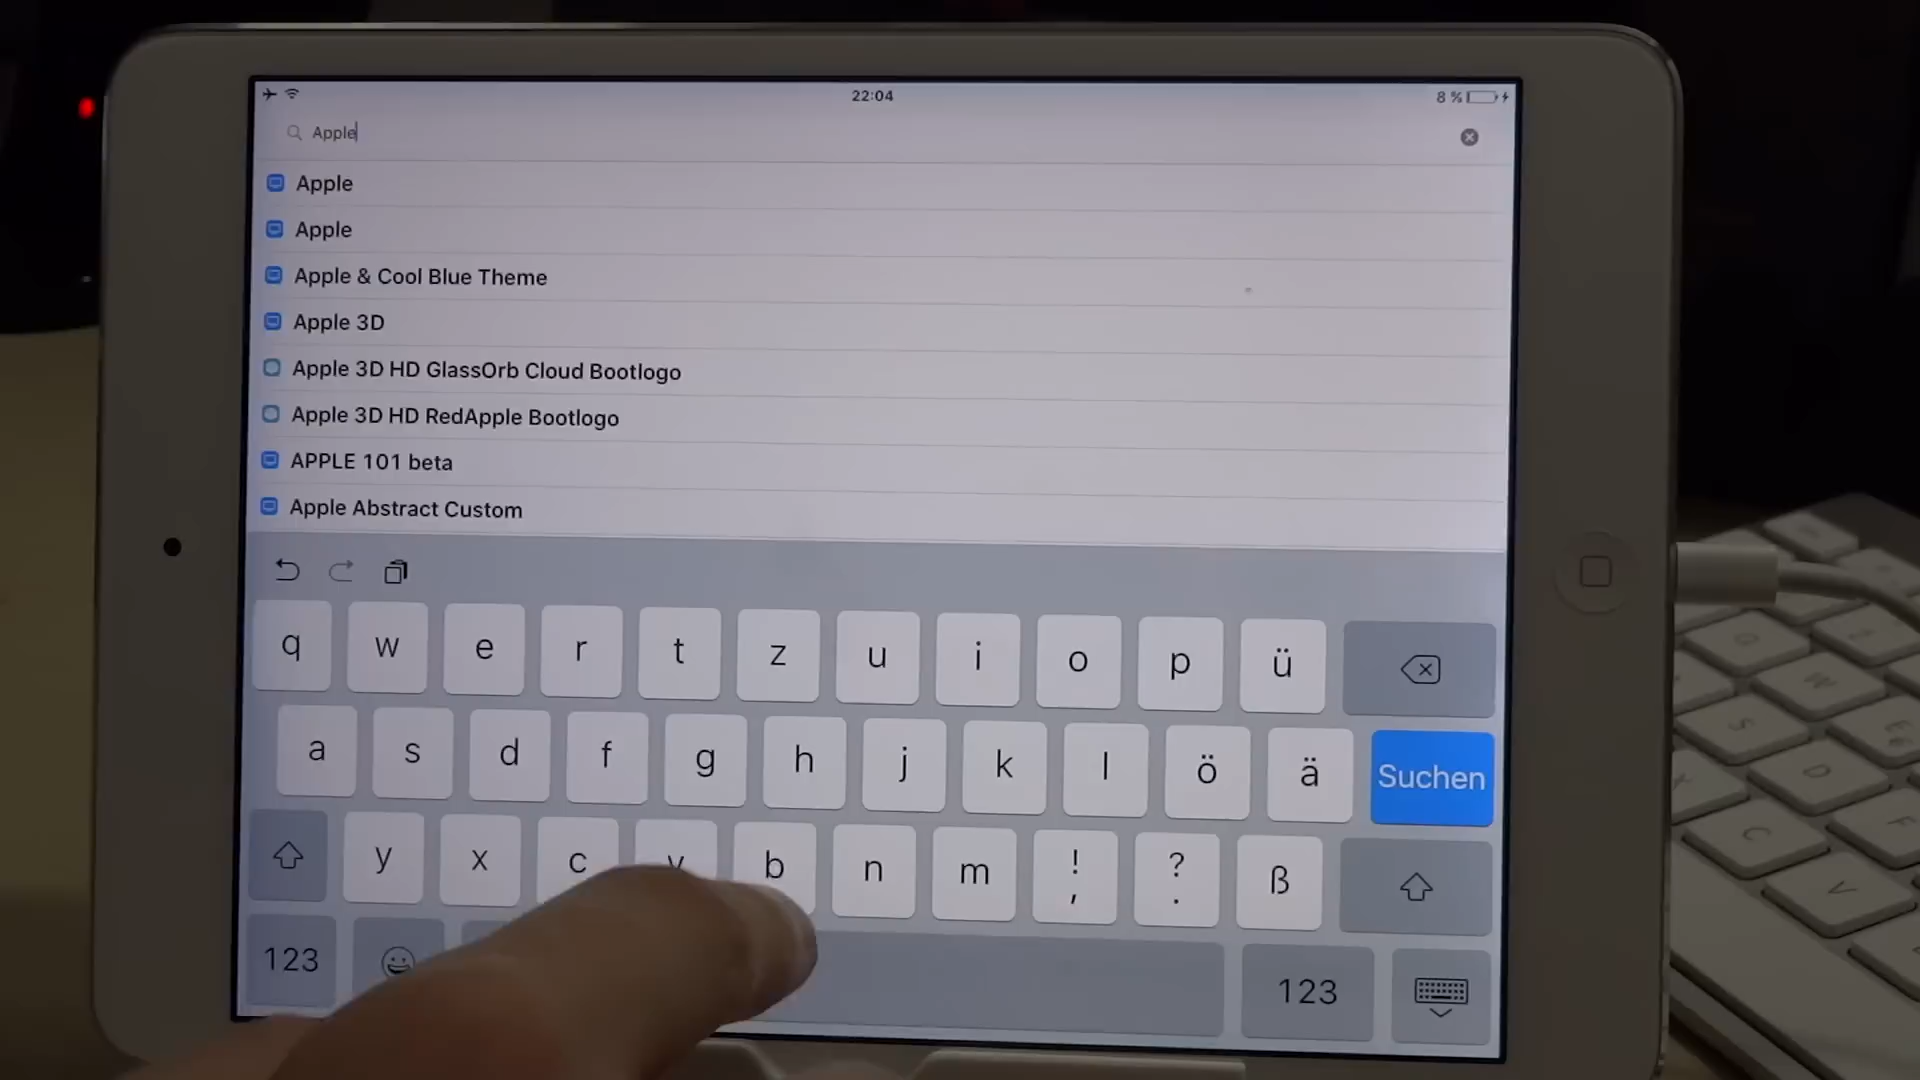 22:04
8 %
Apple
Apple
Apple
Apple & Cool Blue Theme
Apple 3D
Apple 3D HD GlassOrb Cloud Bootlogo
Apple 3D HD RedApple Bootlogo
APPLE 101 beta
Apple Abstract Custom
q w e r t z u i o p ü
a s d f g h j k l ö ä Suchen
y x c v b n m ! , ? . ß
123 123